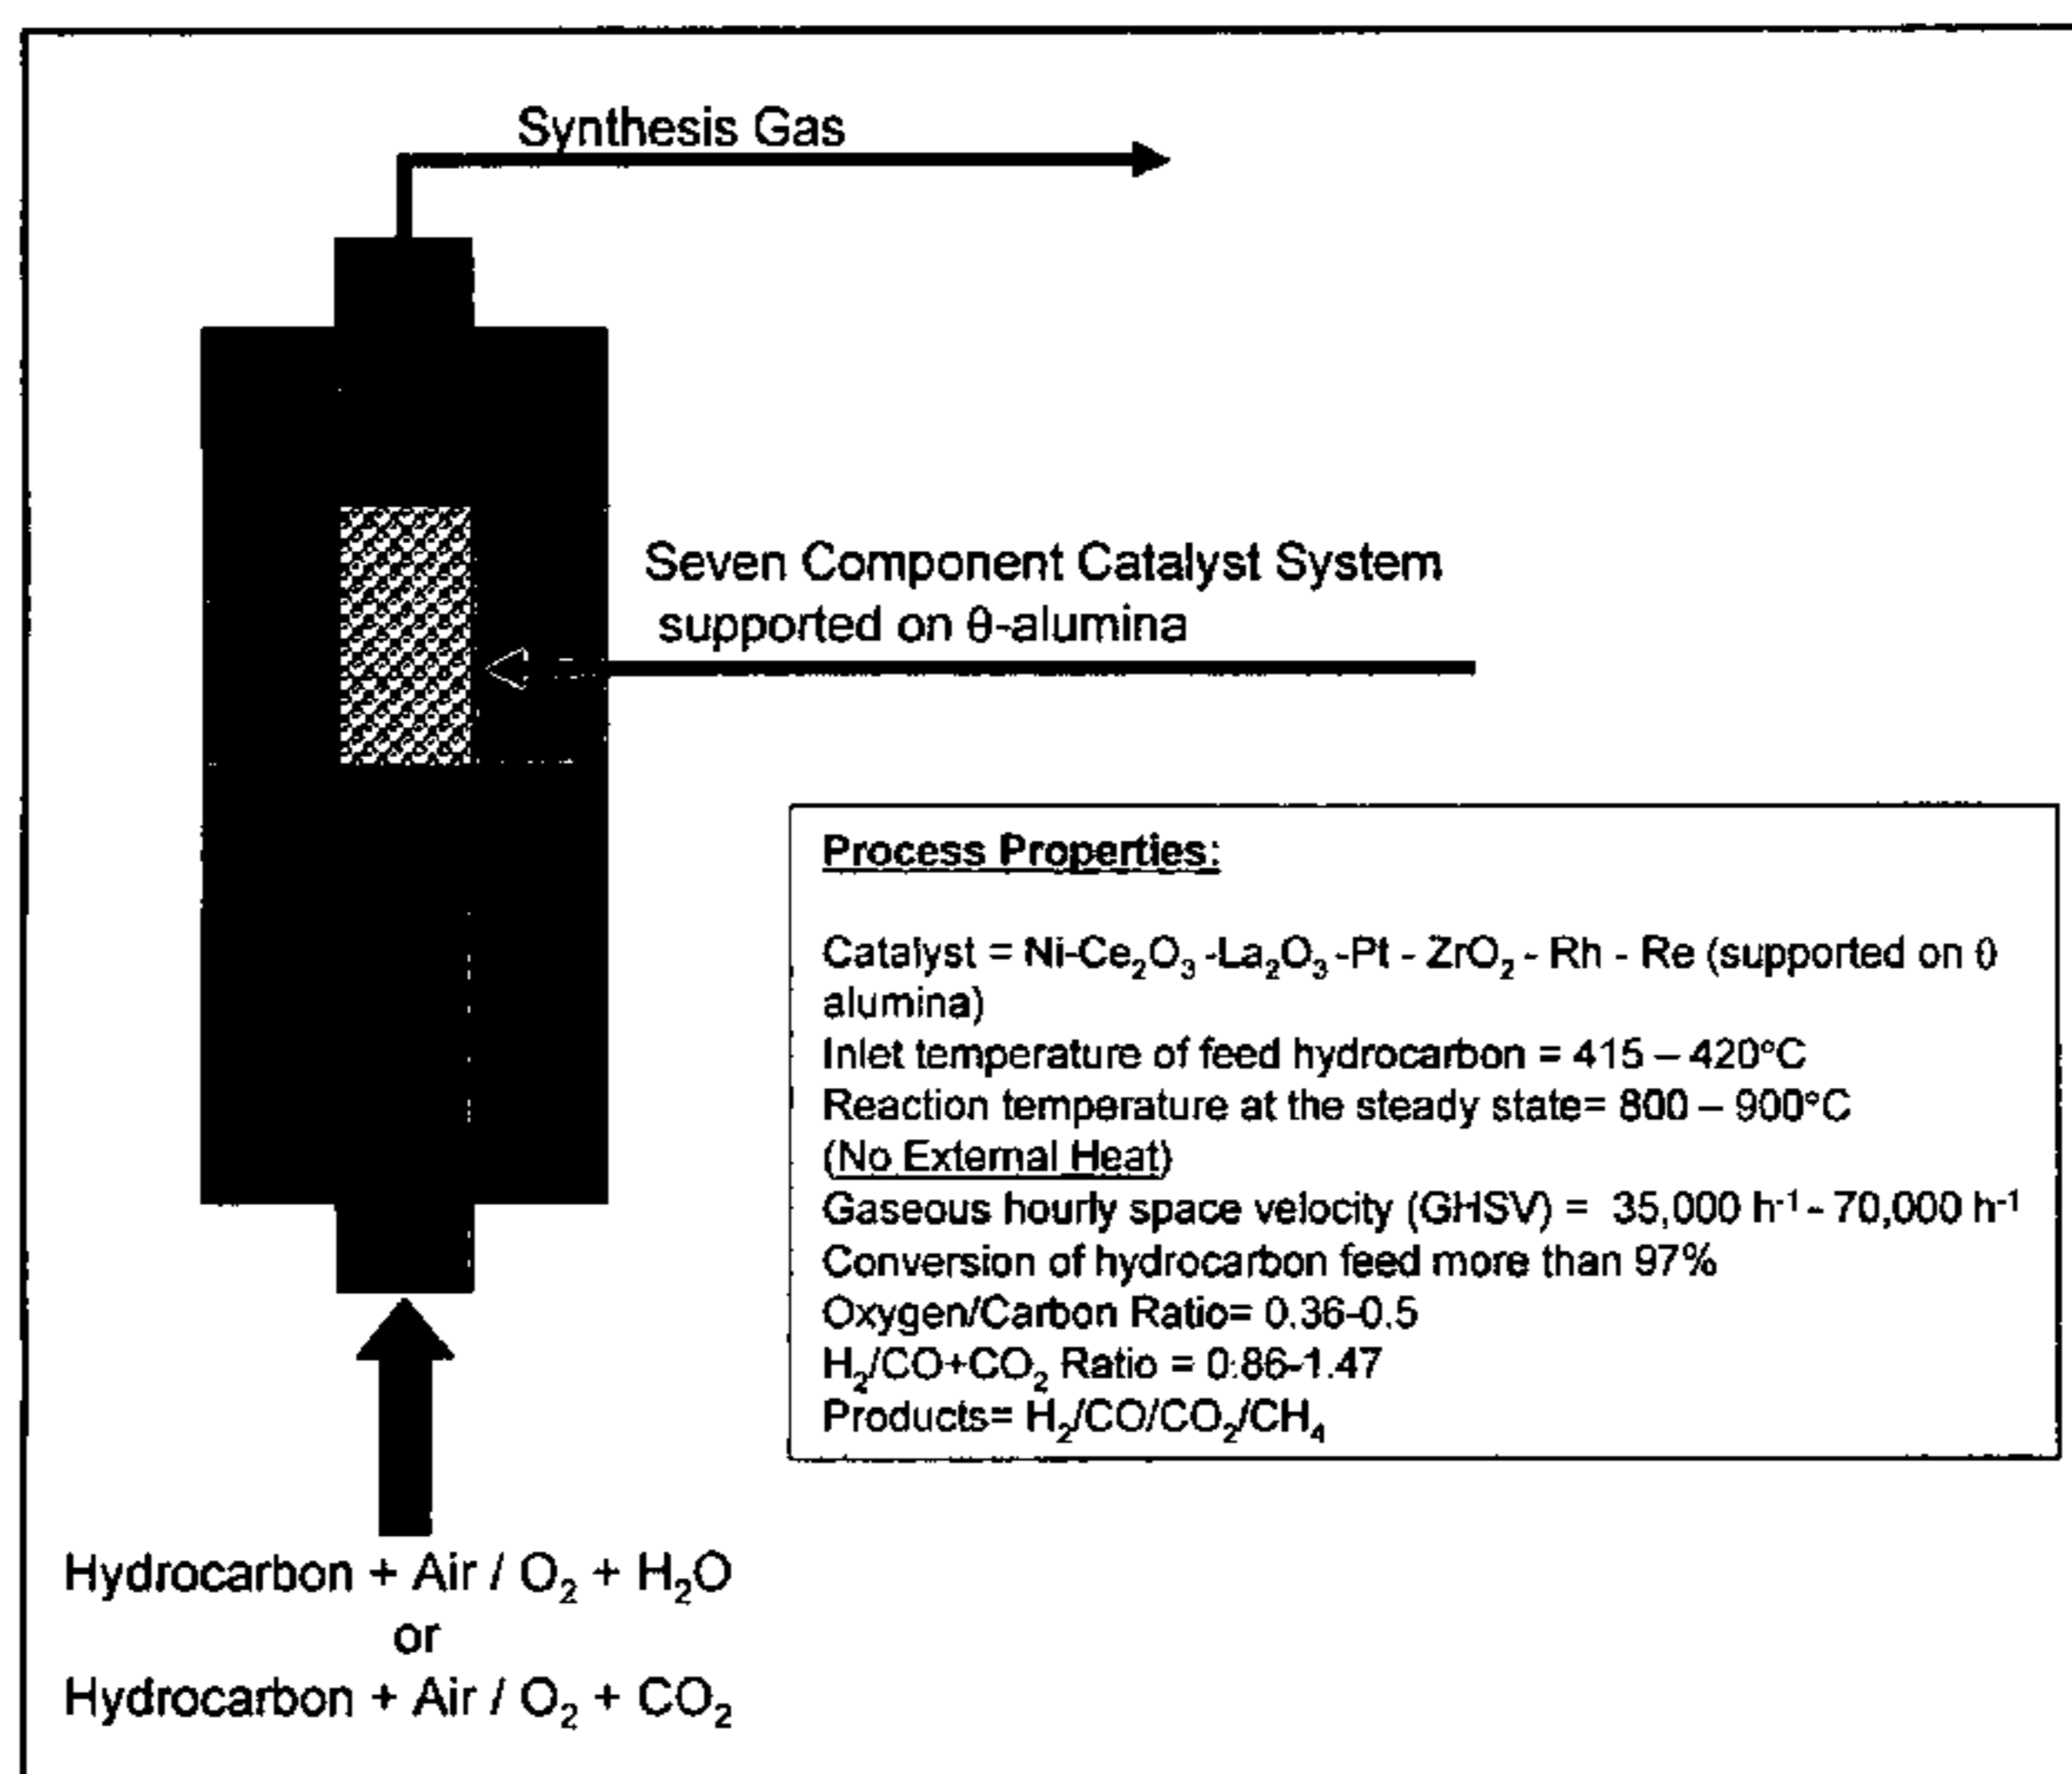 Synthesis Gas
Seven Component Catalyst System
supported on θ-alumina
Process Properties:
Catalyst = Ni-Ce₂O₃ -La₂O₃ -Pt - ZrO₂ - Rh - Re (supported on θ
alumina)
Inlet temperature of feed hydrocarbon = 415 – 420°C
Reaction temperature at the steady state= 800 – 900°C
(No External Heat)
Gaseous hourly space velocity (GHSV) = 35,000 h⁻¹ - 70,000 h⁻¹
Conversion of hydrocarbon feed more than 97%
Oxygen/Carbon Ratio= 0.36-0.5
H₂/CO+CO₂ Ratio = 0.86-1.47
Products= H₂/CO/CO₂/CH₄
Hydrocarbon + Air / O₂ + H₂O
or
Hydrocarbon + Air / O₂ + CO₂